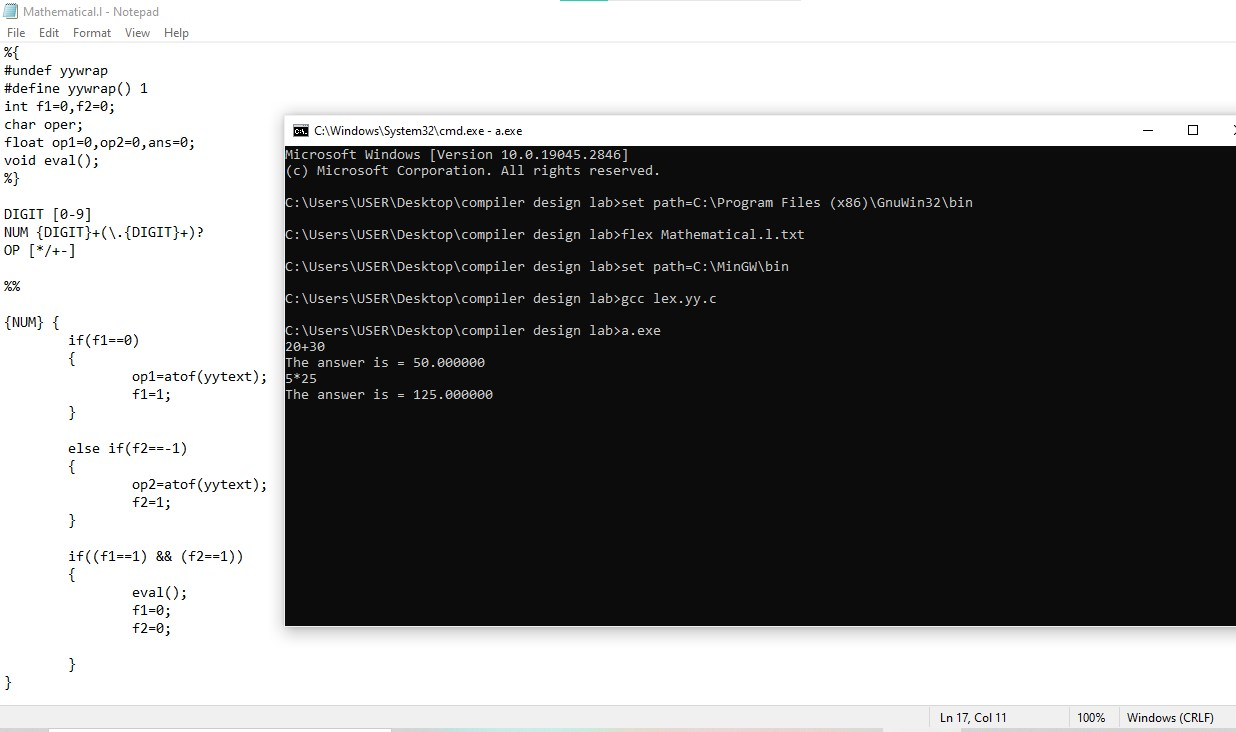 Mathematical.l - Notepad
File Edit Format View Help
%{
#undef yywrap
#define yywrap() 1
int f1=0,f2=0;
char oper;
float op1=0,op2=0,ans=0;
void eval();
%}
DIGIT [0-9]
NUM {DIGIT}+(\.{DIGIT}+)?
OP [*/+-]
%%
{NUM} {
if(f1==0)
{
op1=atof(yytext);
f1=1;
}
else if(f2==-1)
{
op2=atof(yytext);
f2=1;
}
if((f1==1) && (f2==1))
{
eval();
f1=0;
f2=0;
}
}
C:\Windows\System32\cmd.exe - a.exe
Microsoft Windows [Version 10.0.19045.2846]
(c) Microsoft Corporation. All rights reserved.
C:\Users\USER\Desktop\compiler design lab>set path=C:\Program Files (x86)\GnuWin32\bin
C:\Users\USER\Desktop\compiler design lab>flex Mathematical.l.txt
C:\Users\USER\Desktop\compiler design lab>set path=C:\MinGW\bin
C:\Users\USER\Desktop\compiler design lab>gcc lex.yy.c
C:\Users\USER\Desktop\compiler design lab>a.exe
20+30
The answer is = 50.000000
5*25
The answer is = 125.000000
Ln 17, Col 11 100% Windows (CRLF)